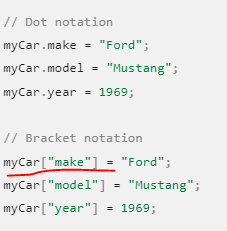 // Dot notation
myCar.make = "Ford";
myCar.model = "Mustang";
myCar.year = 1969;
// Bracket notation
myCar["make"] = "Ford";
myCar["model"] = "Mustang";
myCar["year"] = 1969;